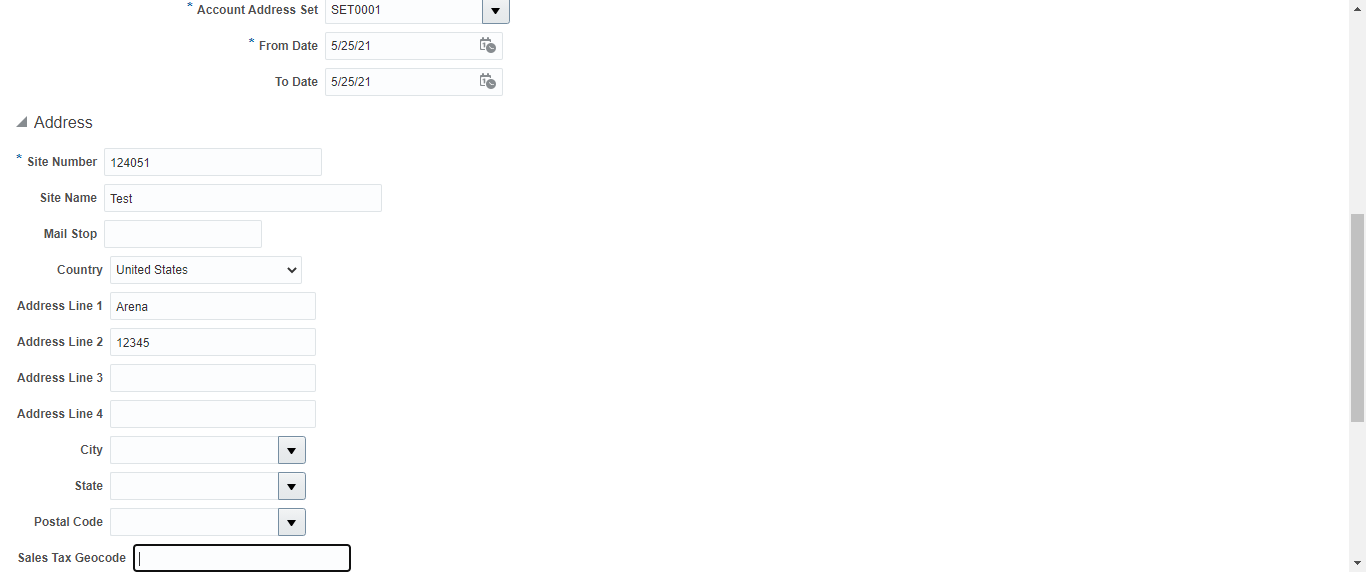 * Account Address Set SET0001
* From Date 5/25/21
To Date 5/25/21
Address
* Site Number 124051
Site Name Test
Mail Stop
Country United States
Address Line 1 Arena
Address Line 2 12345
Address Line 3
Address Line 4
City
State
Postal Code
Sales Tax Geocode